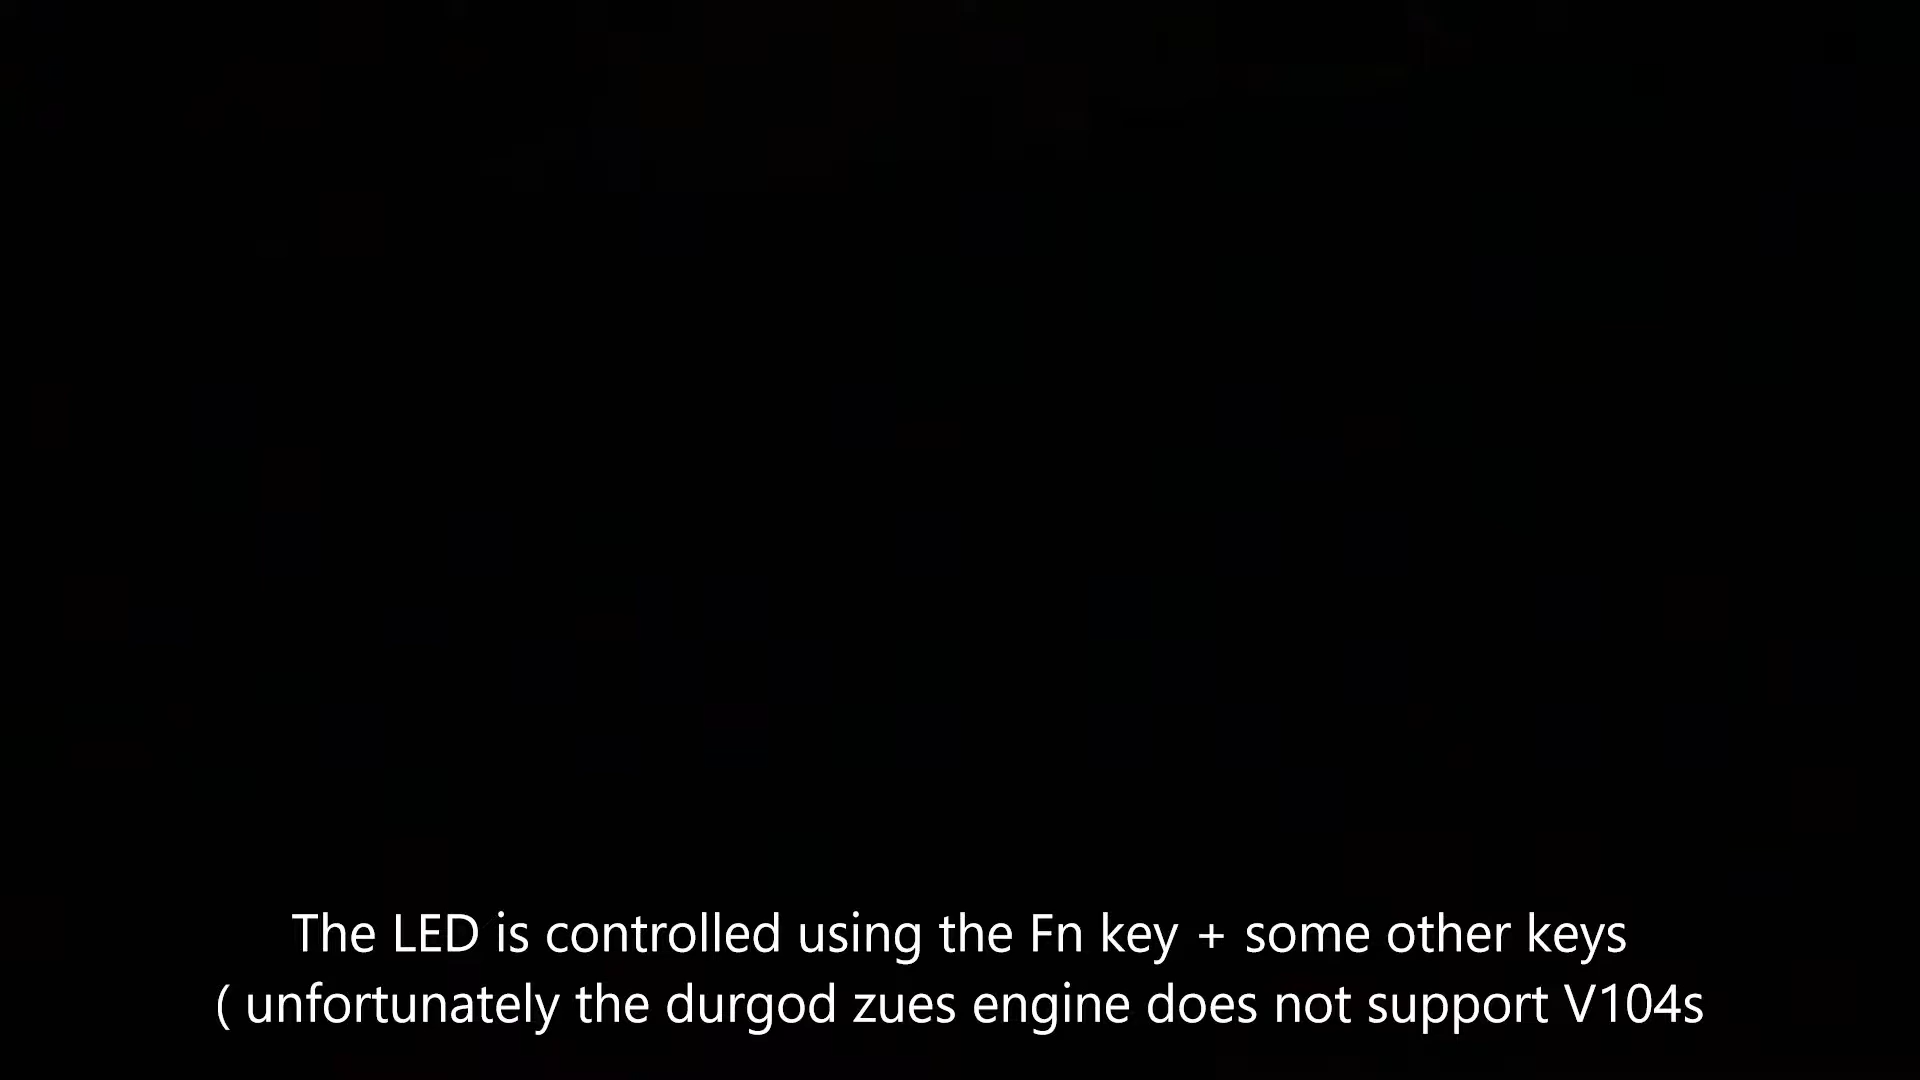 The LED is controlled using the Fn key + some other keys
( unfortunately the durgod zues engine does not support V104s